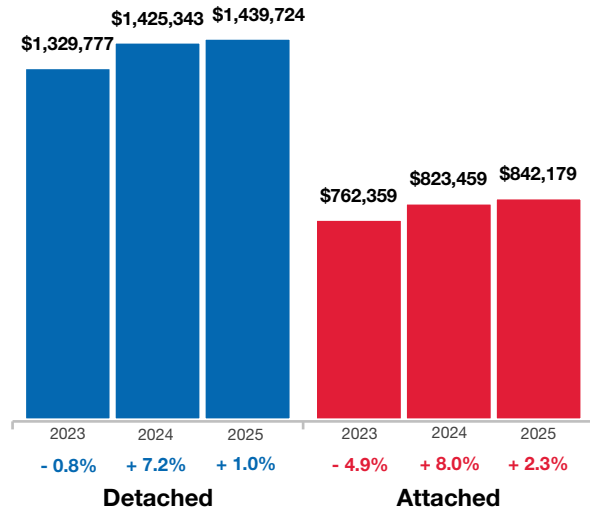 $1,329,777 $1,425,343 $1,439,724
$762,359 $823,459 $842,179
2023 2024 2025 2023 2024 2025
- 0.8% + 7.2% + 1.0% - 4.9% + 8.0% + 2.3%
Detached Attached